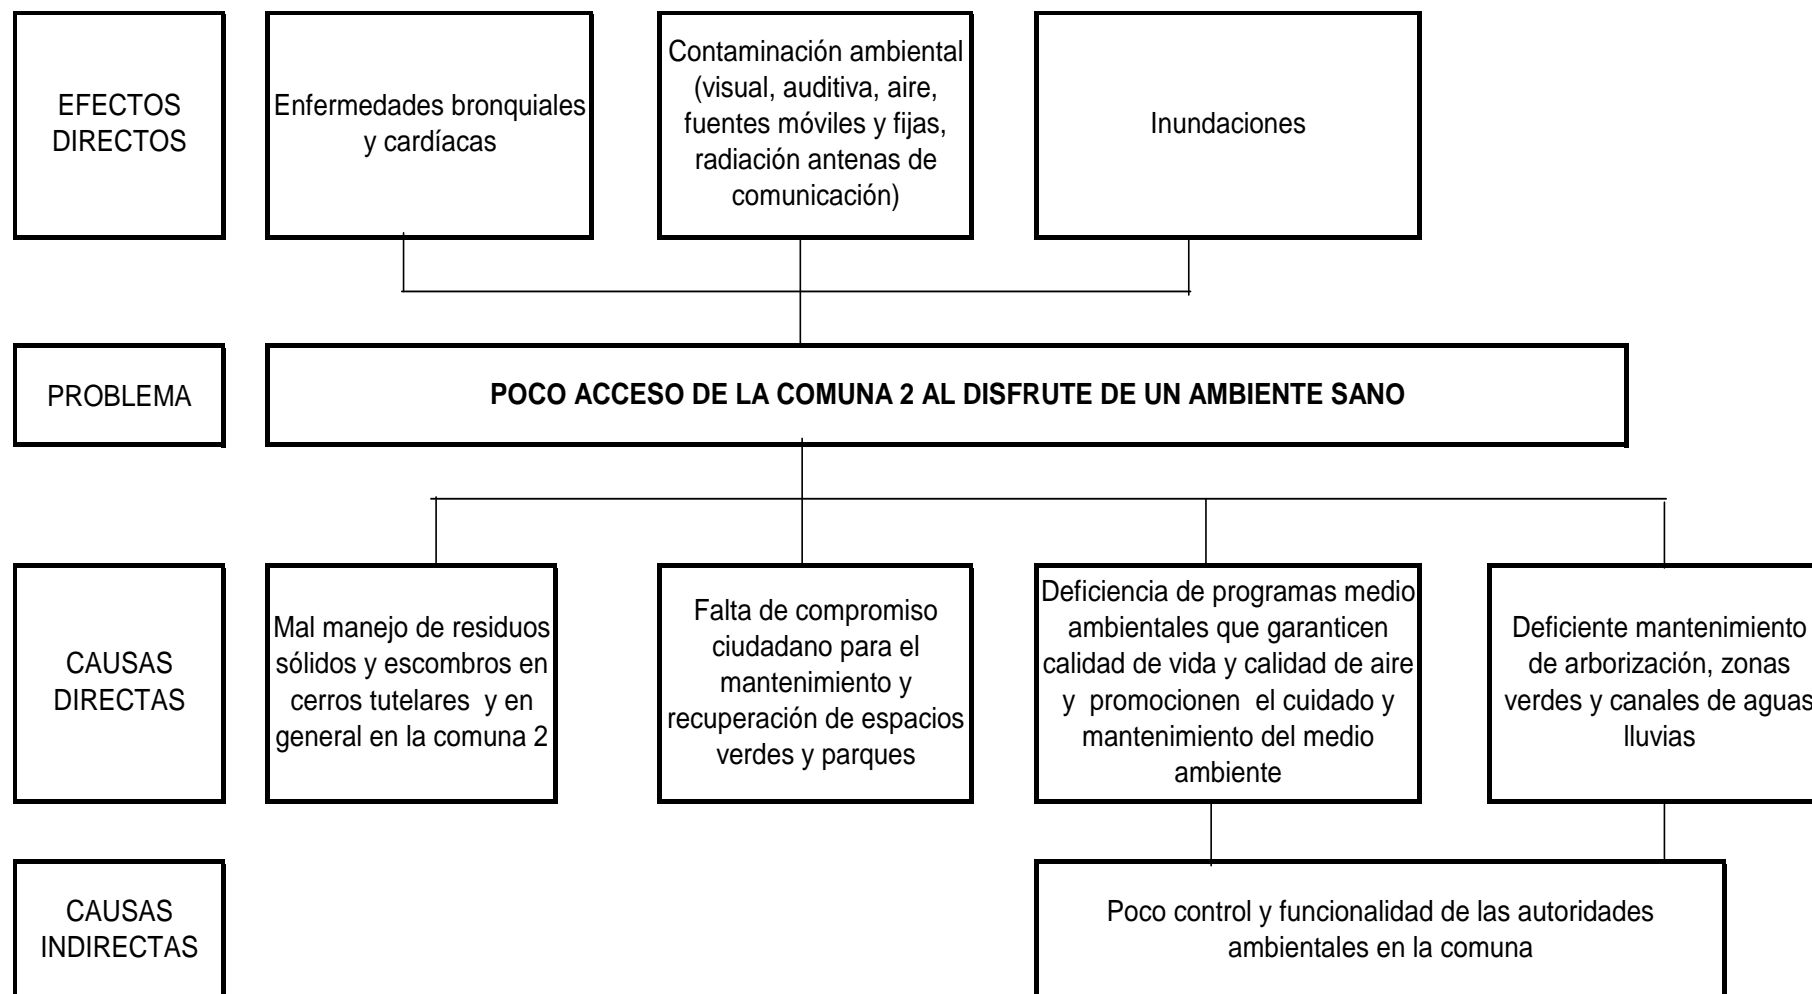 EFECTOS
DIRECTOS
Enfermedades bronquiales
y cardíacas
Contaminación ambiental
(visual, auditiva, aire,
fuentes móviles y fijas,
radiación antenas de
comunicación)
Inundaciones
PROBLEMA
POCO ACCESO DE LA COMUNA 2 AL DISFRUTE DE UN AMBIENTE SANO
CAUSAS
DIRECTAS
Mal manejo de residuos
sólidos y escombros en
cerros tutelares y en
general en la comuna 2
Falta de compromiso
ciudadano para el
mantenimiento y
recuperación de espacios
verdes y parques
Deficiencia de programas medio
ambientales que garanticen
calidad de vida y calidad de aire
y promocionen el cuidado y
mantenimiento del medio
ambiente
Deficiente mantenimiento
de arborización, zonas
verdes y canales de aguas
lluvias
CAUSAS
INDIRECTAS
Poco control y funcionalidad de las autoridades
ambientales en la comuna